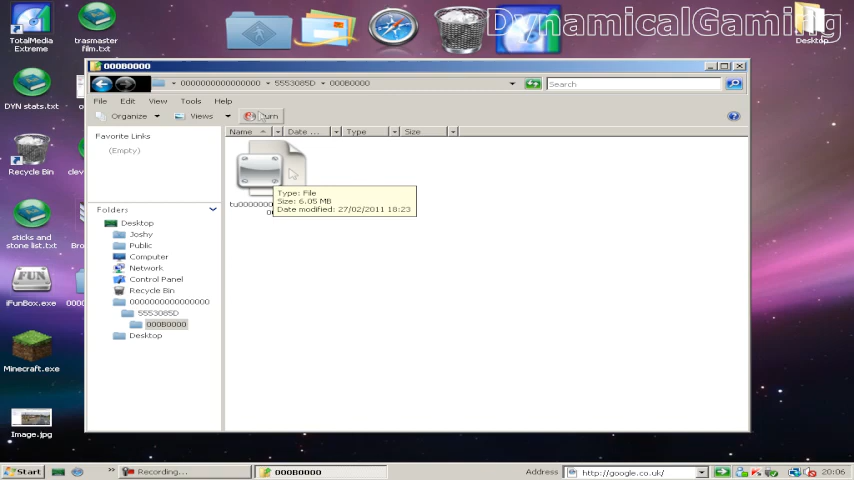 DynamicalGaming
TotalMedia
Extreme
trasmaster
film.txt
Desktop
000B0000
0000000000000000 5553085D 000B0000
Search
File Edit View Tools Help
Organize Views Burn
Name Date ... Type Size
Favorite Links
(Empty)
DYN stats.txt
Recycle Bin
Type: File
Size: 6.05 MB
Date modified: 27/02/2011 18:23
Folders
Desktop
Joshy
Public
Computer
Network
Control Panel
Recycle Bin
0000000000000000
5553085D
000B0000
Desktop
sticks and
stone list.txt
iFunBox.exe
FUN
Minecraft.exe
Image.jpg
Start
»
Recording...
000B0000
Address
http://google.co.uk/
20:06